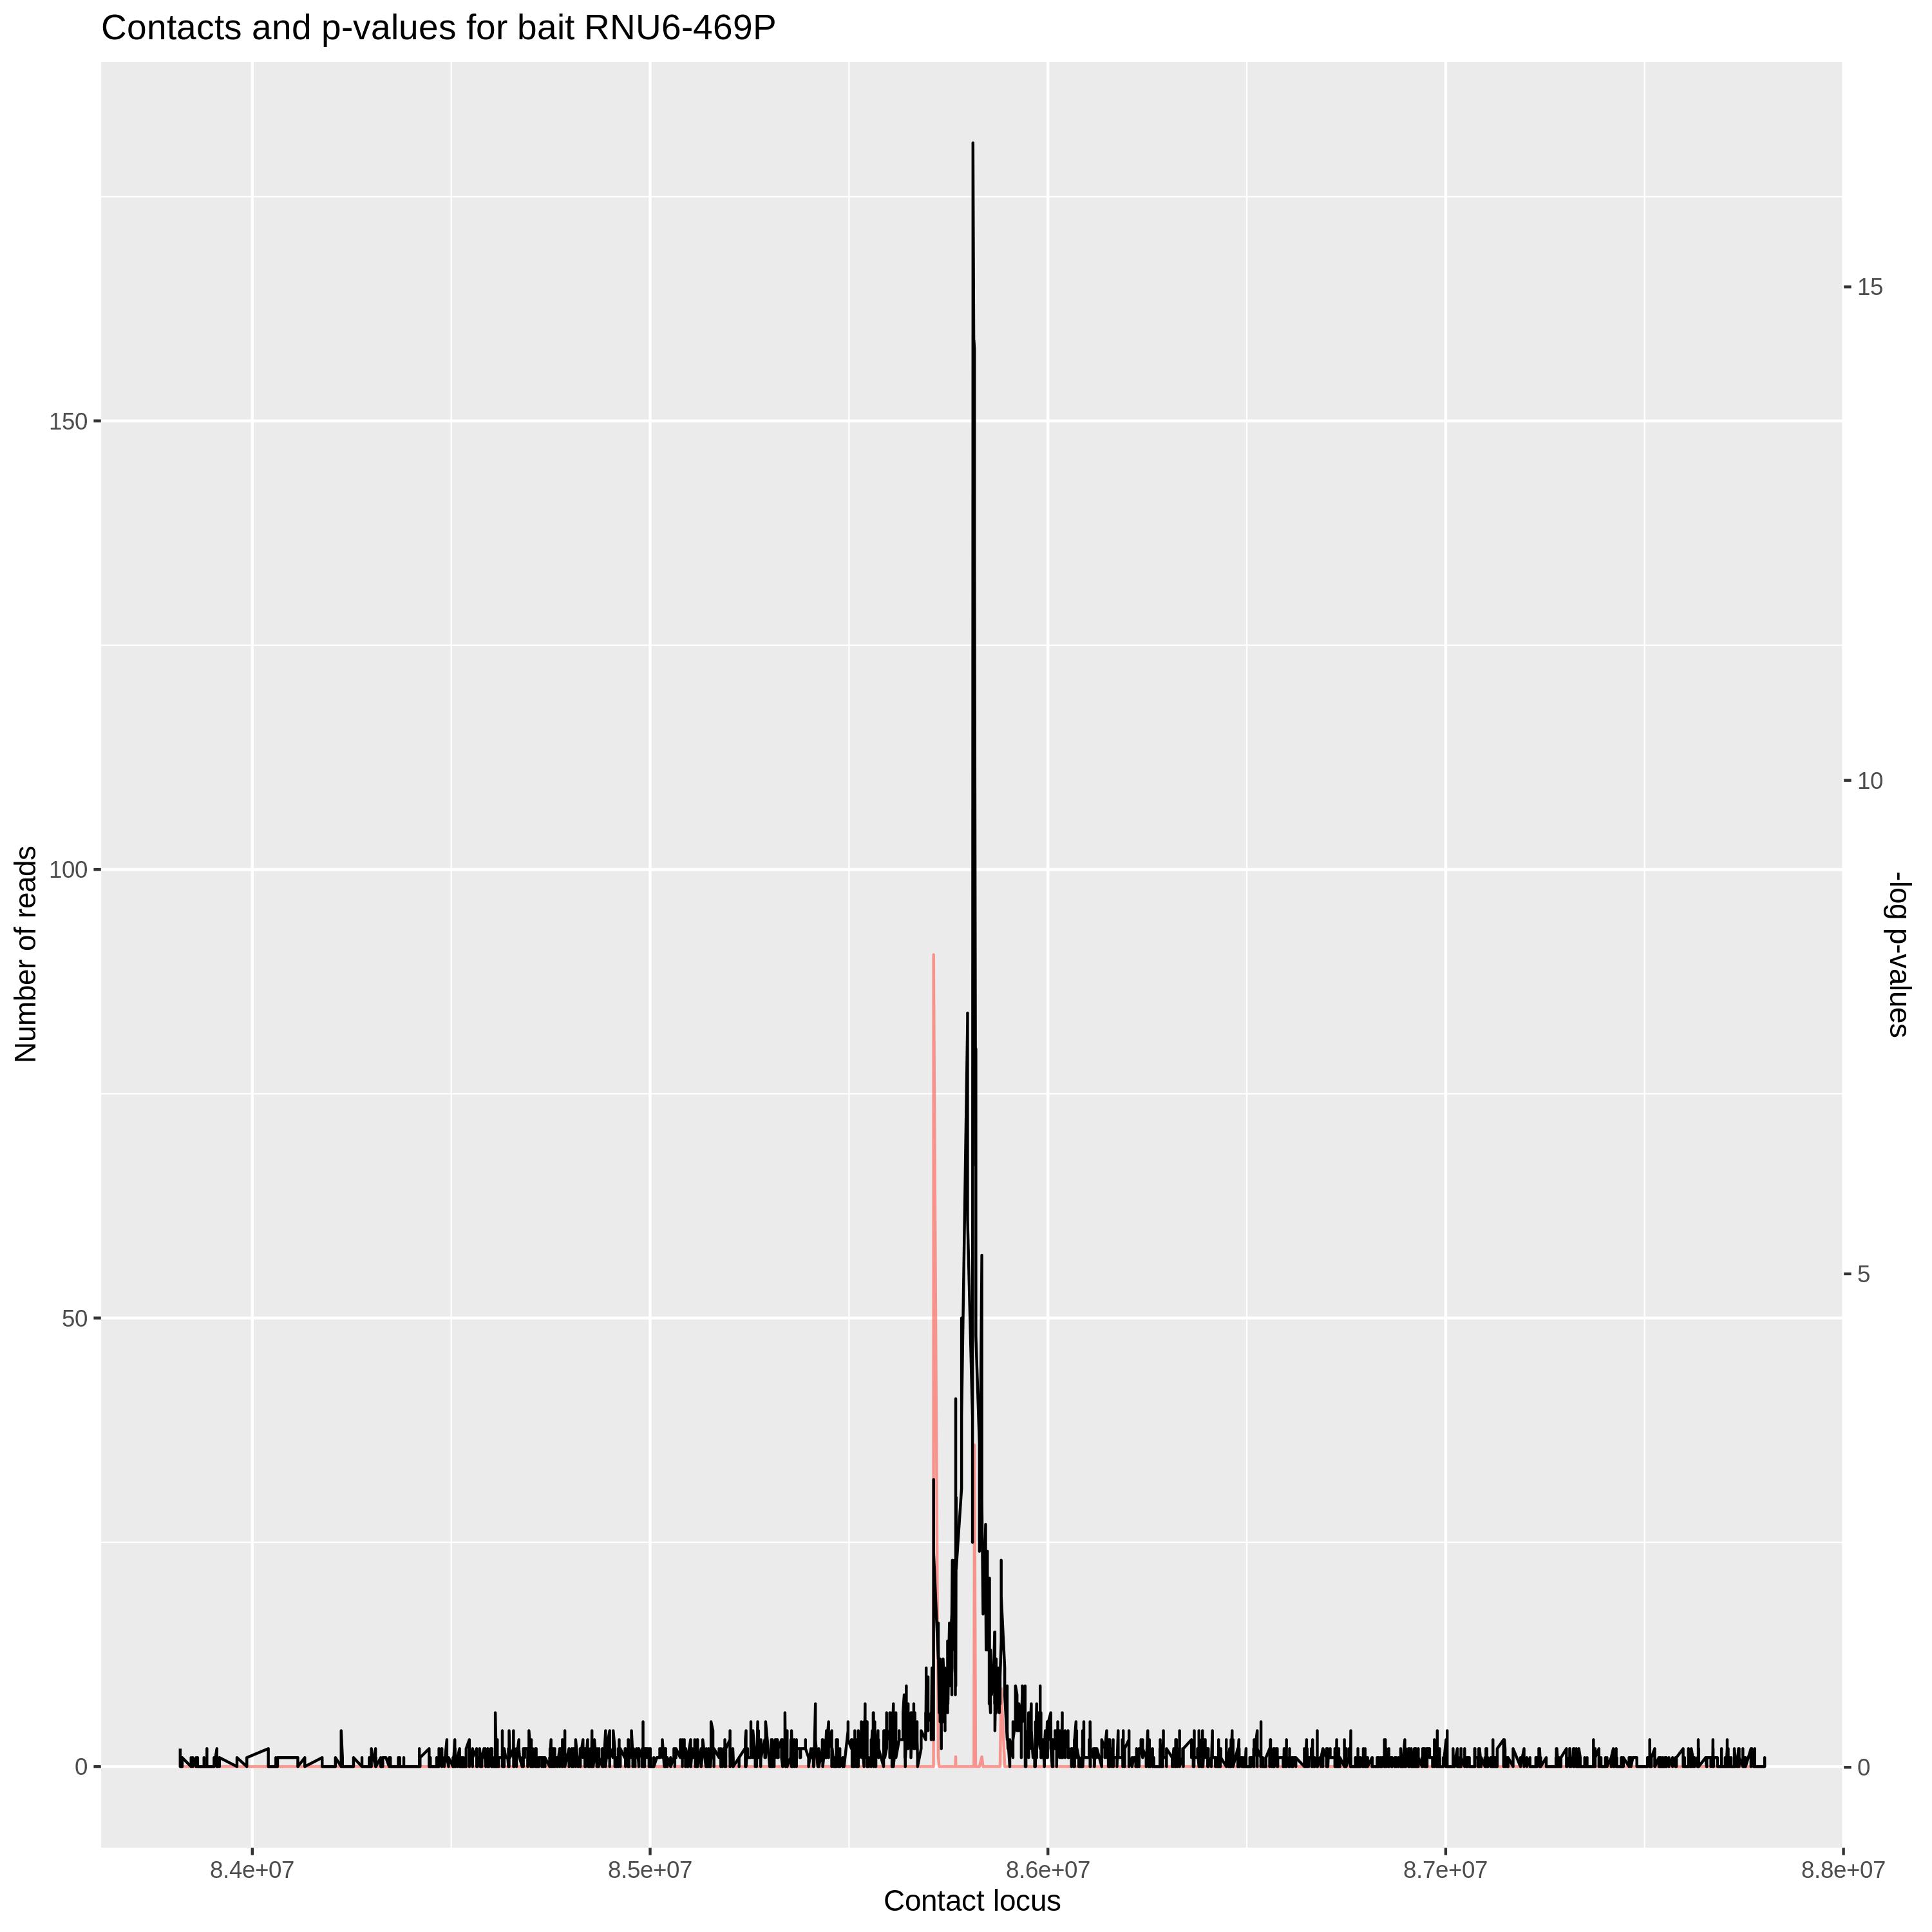 Contacts and p-values for bait RNU6-469P
Number of reads
150
100
50
0
15
10
5
0
-log p-values
8.4e+07
8.5e+07
8.6e+07
8.7e+07
8.8e+07
Contact locus